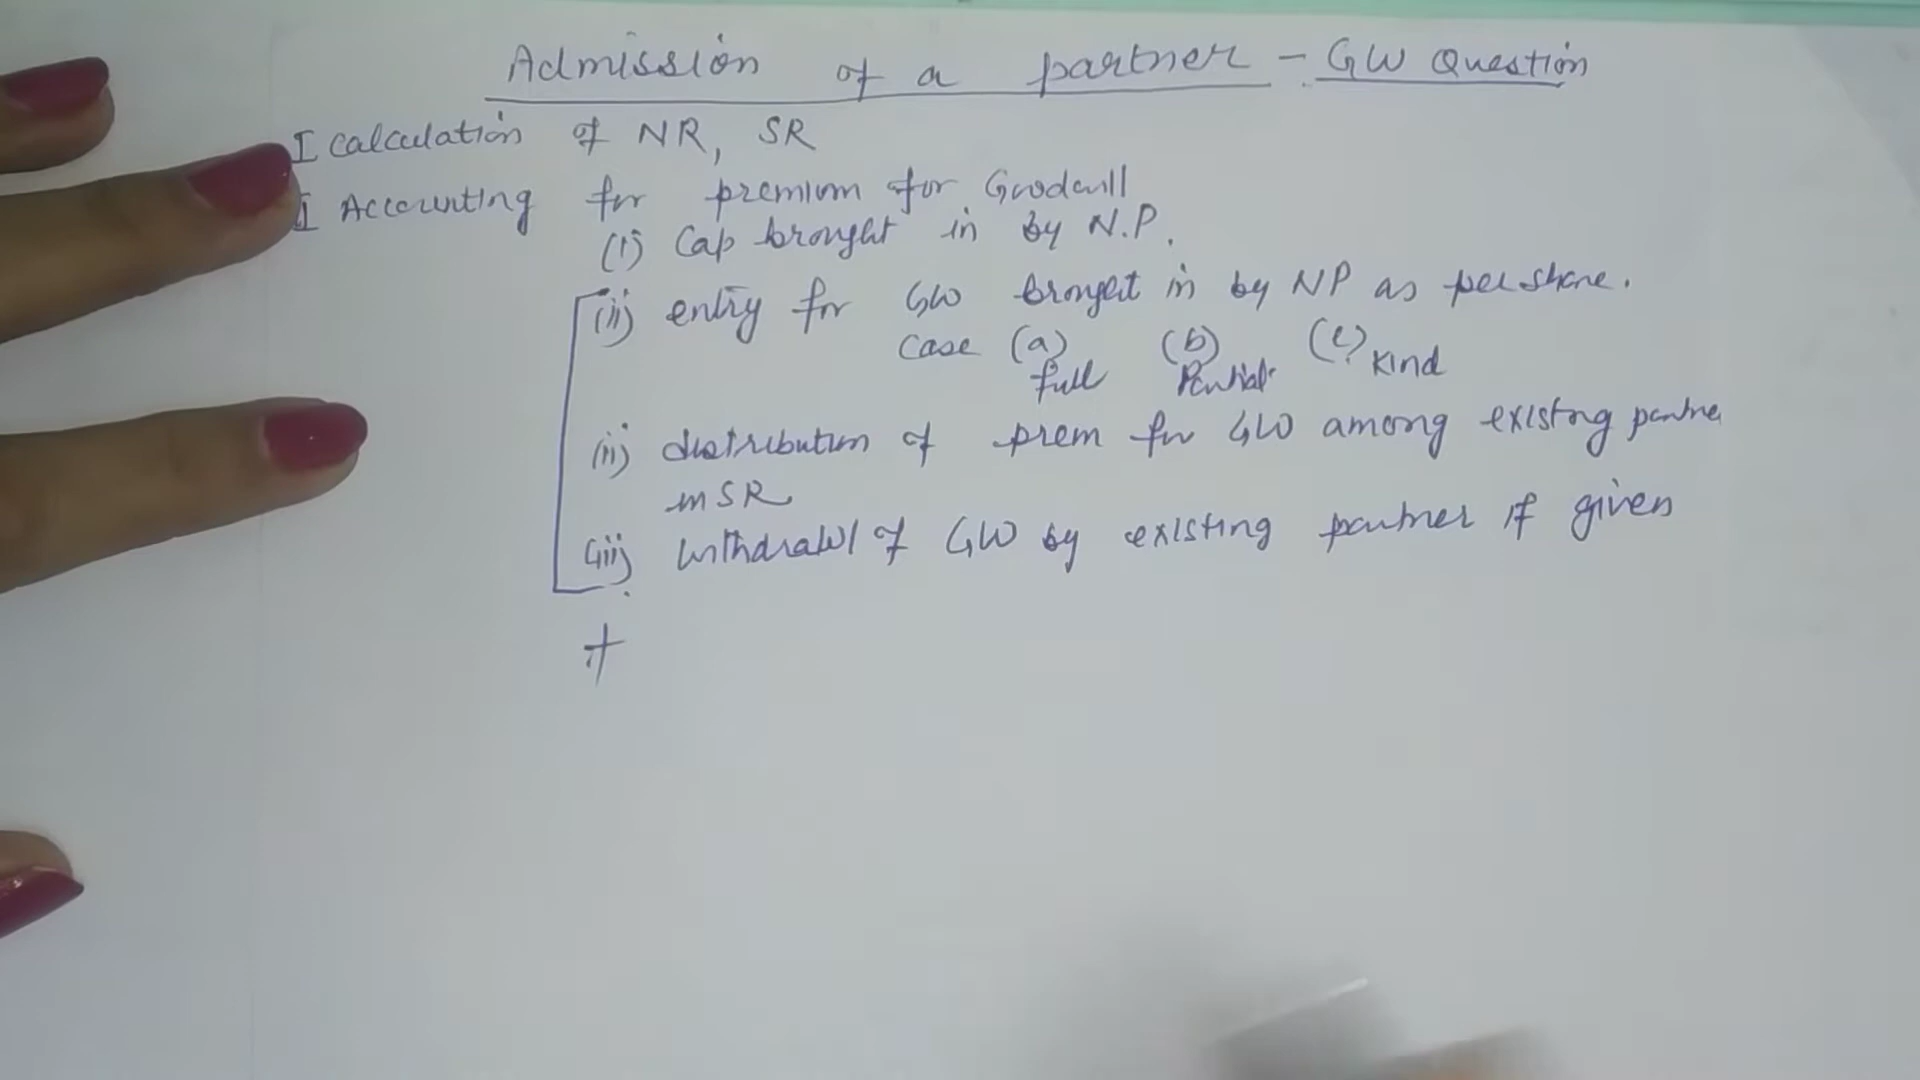 Admission of a partner - GW Question
I calculation of NR, SR
I Accounting for premium for Goodwill
(i) Cap brought in by N.P.
(ii) entry for GW brought in by NP as per share.
Case (a) (b) (c) Kind
full Partial
(ii) distribution of prem for GW among existing partne
in SR
(iii) withdrawl of GW by existing partner if given
+